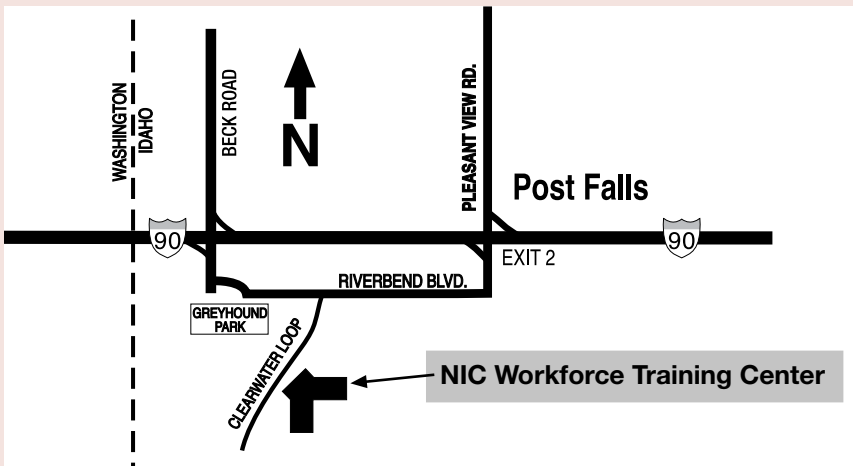 WASHINGTON
IDAHO
BECK ROAD
N
PLEASANT VIEW RD.
Post Falls
90
90
EXIT 2
RIVERBEND BLVD.
GREYHOUND
PARK
CLEARWATER LOOP
NIC Workforce Training Center